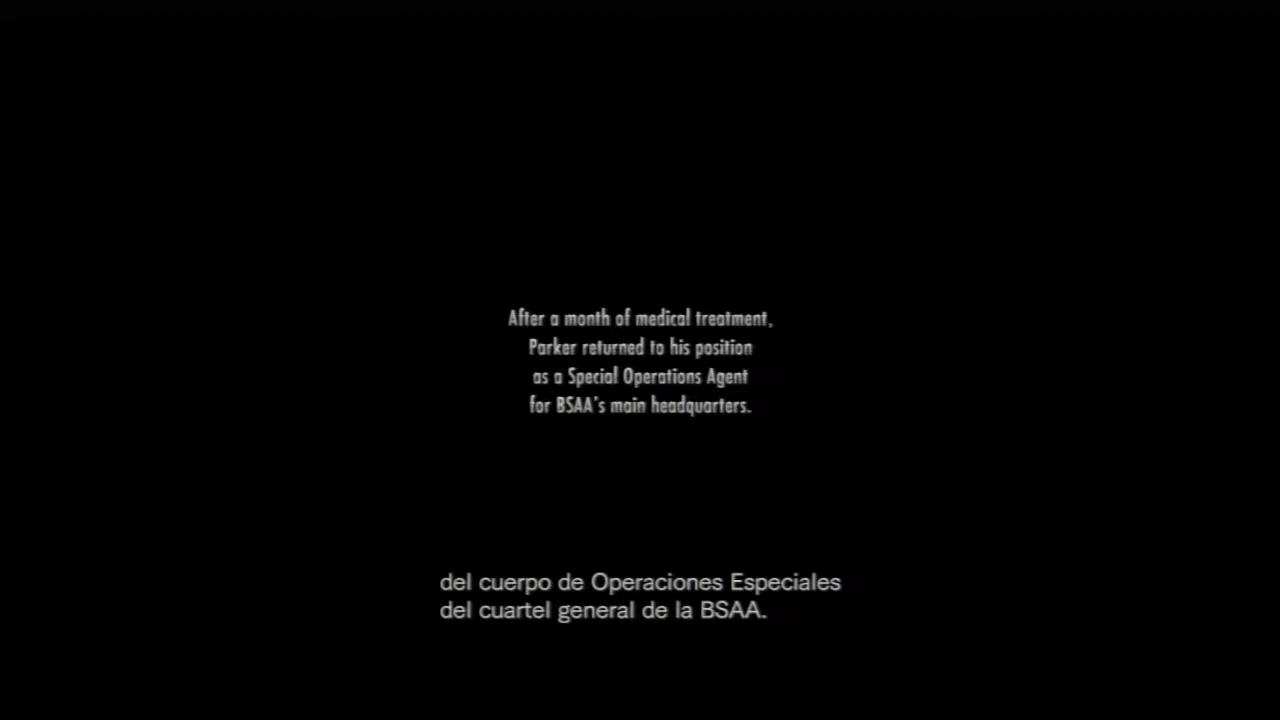 After a month of medical treatment,
Parker returned to his position
as a Special Operations Agent
for BSAA's main headquarters.
del cuerpo de Operaciones Especiales
del cuartel general de la BSAA.